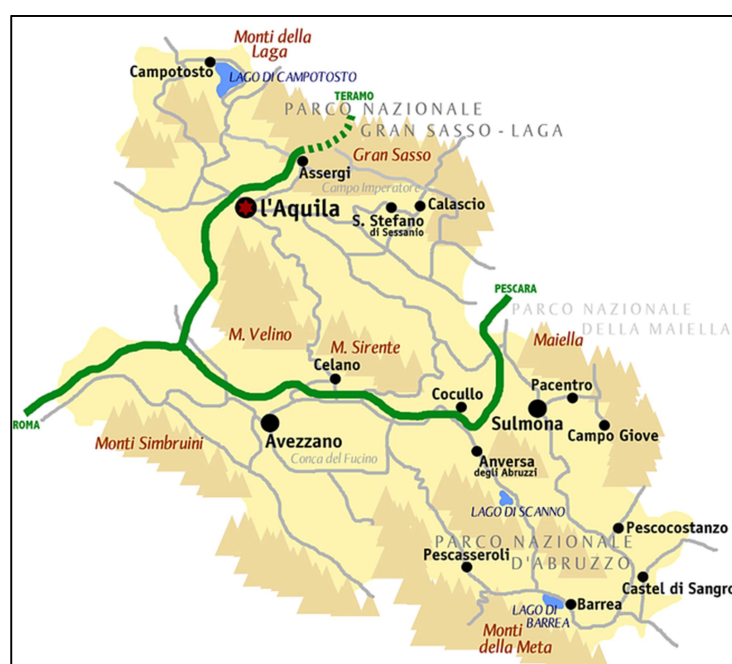 Monti della
Laga
Campotosto
LAGO DI CAMPOTOSTO
TERAMO
PARCO NAZIONALE
GRAN SASSO - LAGA
Gran Sasso
Assergi
Campo Imperatore
l'Aquila
Calascio
S. Stefano
di Sessanio
PESCARA
PARCO NAZIONALE
DELLA MAIELLA
M. Velino
M. Sirente
Maiella
Celano
Pacentro
Cocullo
Sulmona
ROMA
Avezzano
Campo Giove
Monti Simbruini
Conca del Fucino
Anversa
degli Abruzzi
LAGO DI SCANNO
Pescocostanzo
PARCO NAZIONALE
D'ABRUZZO
Pescasseroli
Castel di Sangro
LAGO DI
BARREA
Barrea
Monti
della Meta